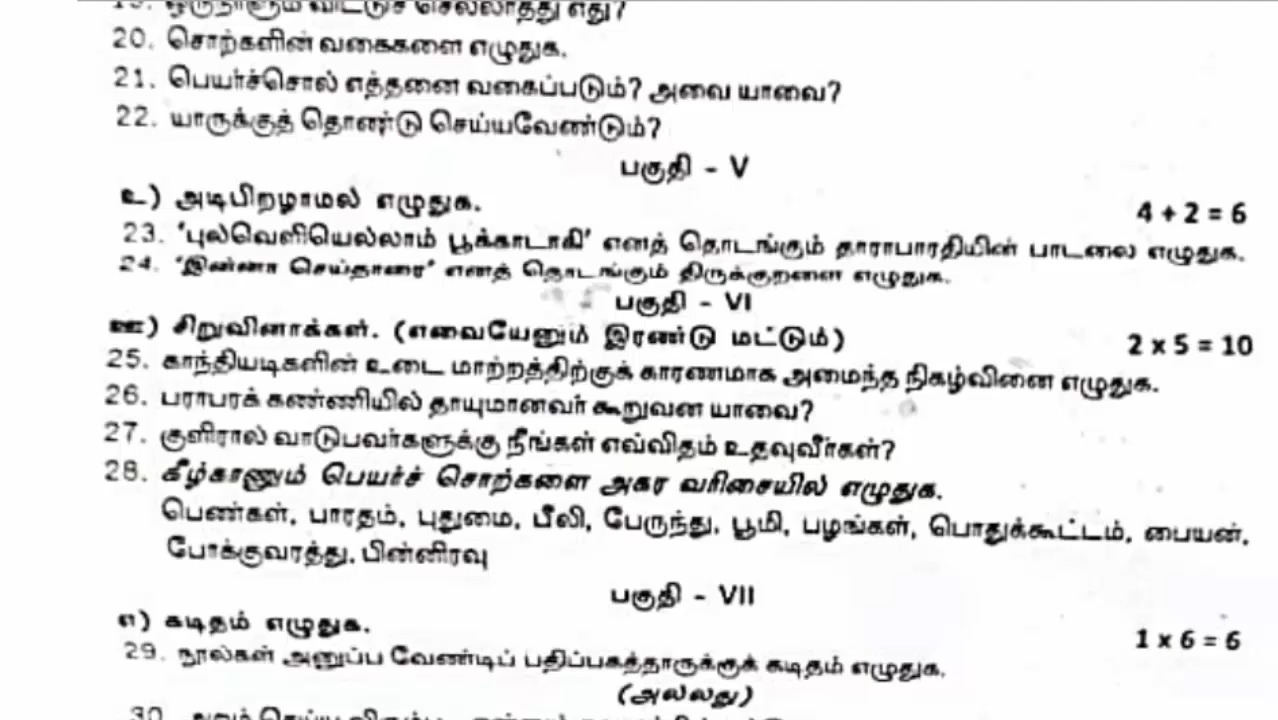 19. ஒருநாளும் விட்டுச் செல்லாதது எது?
20. சொற்களின் வகைகளை எழுதுக.
21. பெயர்ச்சொல் எத்தனை வகைப்படும்? அவை யாவை?
22. யாருக்குத் தொண்டு செய்யவேண்டும்?
பகுதி - V
உ) அடிபிறழாமல் எழுதுக. 4 + 2 = 6
23. ‘புல்வெளியெல்லாம் பூக்காடாகி’ எனத் தொடங்கும் தாராபாரதியின் பாடலை எழுதுக.
24. ‘இன்னா செய்தாரை’ எனத் தொடங்கும் திருக்குறளை எழுதுக.
பகுதி - VI
ஊ) சிறுவினாக்கள். (எவையேனும் இரண்டு மட்டும்) 2 x 5 = 10
25. காந்தியடிகளின் உடை மாற்றத்திற்குக் காரணமாக அமைந்த நிகழ்வினை எழுதுக.
26. பராபரக் கண்ணியில் தாயுமானவர் கூறுவன யாவை?
27. குளிரால் வாடுபவர்களுக்கு நீங்கள் எவ்விதம் உதவுவீர்கள்?
28. கீழ்காணும் பெயர்ச் சொற்களை அகர வரிசையில் எழுதுக.
பெண்கள், பாரதம், புதுமை, பீலி, பேருந்து, பூமி, பழங்கள், பொதுக்கூட்டம், பையன்,
போக்குவரத்து, பின்னிரவு
பகுதி - VII
எ) கடிதம் எழுதுக. 1 x 6 = 6
29. நூல்கள் அனுப்ப வேண்டிப் பதிப்பகத்தாருக்குக் கடிதம் எழுதுக.
(அல்லது)
30.